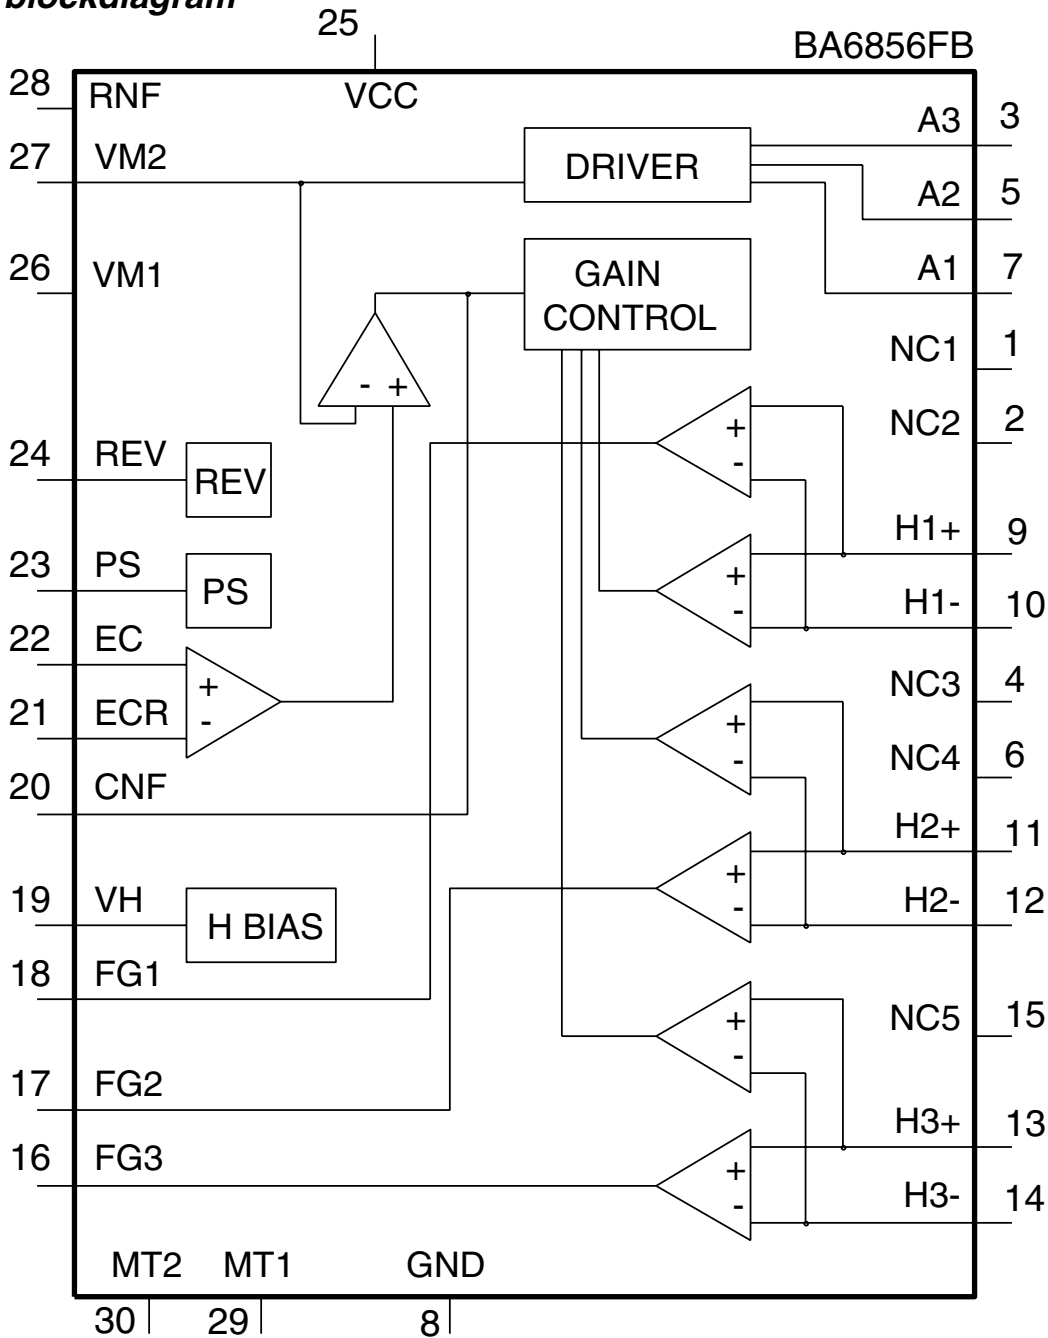 blockdiagram
25
BA6856FB
28
RNF
VCC
A3
3
27
VM2
DRIVER
A2
5
26
VM1
GAIN
CONTROL
A1
7
NC1
1
- +
NC2
2
+
-
24
REV
REV
H1+
9
23
PS
PS
+
-
H1-
10
22
EC
+
-
21
ECR
NC3
4
+
-
NC4
6
20
CNF
H2+
11
+
-
19
VH
H BIAS
H2-
12
18
FG1
NC5
15
+
-
17
FG2
H3+
13
16
FG3
+
-
H3-
14
MT2
MT1
GND
30
29
8